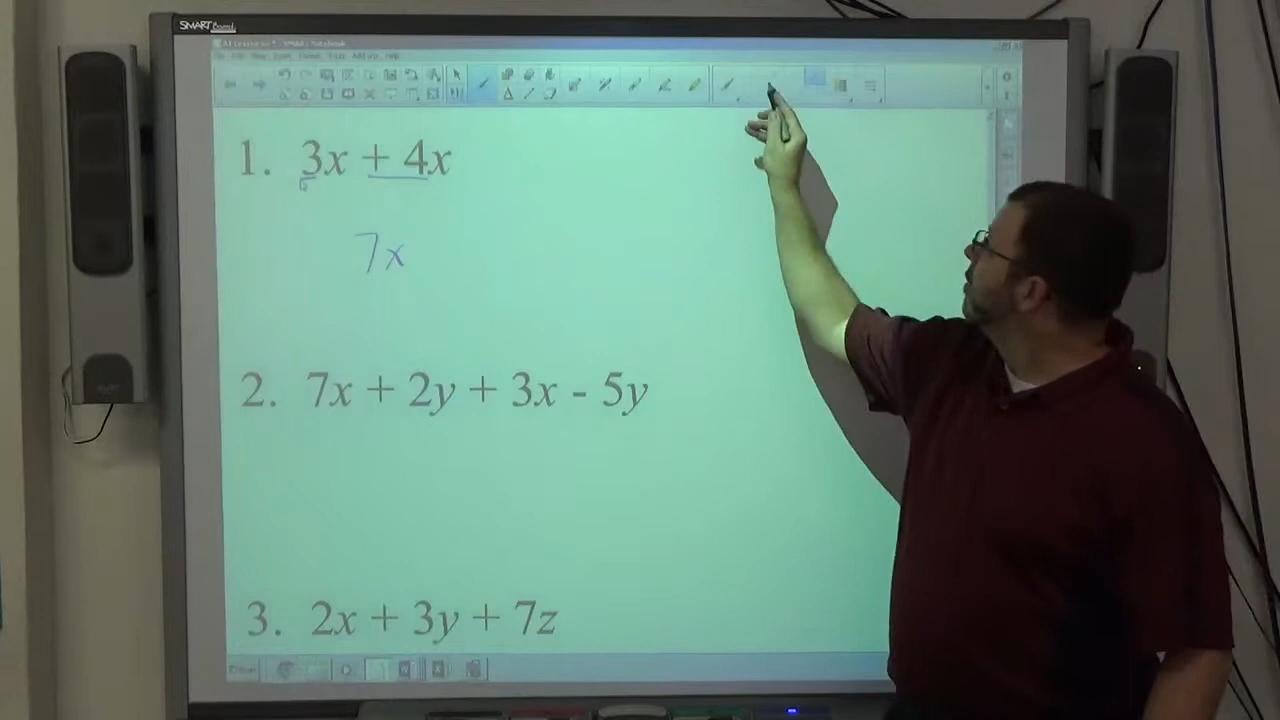 SMART Board
1. 3x + 4x
7x
2. 7x + 2y + 3x - 5y
3. 2x + 3y + 7z